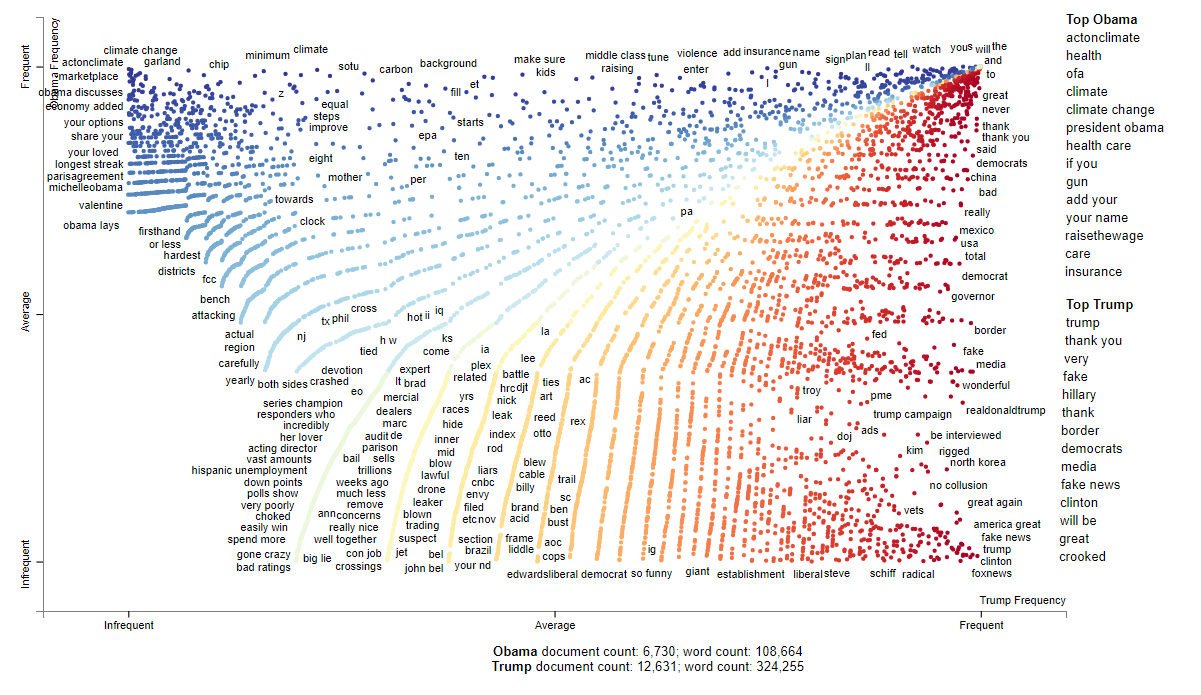 Obama Frequency
Frequent
Average
Infrequent
climate change
actonclimate
garland
marketplace
obama discusses
economy added
your options
share your
your loved
longest streak
parisagreement
michelleobama
valentine
obama lays
chip
minimum
climate
sotu
carbon
background
et
fill
z
equal
steps
improve
starts
epa
eight
ten
mother
per
towards
clock
make sure
kids
middle class
raising
tune
violence
enter
add
insurance
name
gun
l
sign
plan
read
ll
tell
watch
yous
will
the
and
to
great
never
thank
thank you
said
democrats
china
bad
really
mexico
usa
total
democrat
governor
border
fed
fake
media
wonderful
realdonaldtrump
pme
troy
trump campaign
liar
ads
doj
be interviewed
kim
rigged
north korea
no collusion
great again
vets
america great
fake news
trump
clinton
foxnews
firsthand
or less
hardest
districts
fcc
bench
attacking
actual
region
carefully
yearly
both sides
nj
tx
phil
cross
hot
ii
iq
h w
tied
ks
come
la
pa
ia
lee
devotion
crashed
eo
expert
lt
brad
plex
related
battle
hrc
djt
nick
ties
art
ac
series champion
responders who
incredibly
her lover
acting director
vast amounts
hispanic unemployment
down points
polls show
very poorly
choked
easily win
spend more
gone crazy
bad ratings
mercial
dealers
marc
audit
de
parison
bail
sells
trillions
weeks ago
much less
remove
ann
concerns
really nice
well together
big lie
con job
crossings
yrs
races
hide
inner
mid
blow
lawful
drone
leaker
blown
trading
suspect
jet
bel
john bel
leak
index
rod
liars
cnbc
envy
filed
etc
nov
section
brazil
your nd
reed
otto
rex
blew
cable
billy
brand
acid
frame
liddle
trail
sc
ben
bust
aoc
cops
edwards
liberal democrat
so funny
ig
giant
establishment
liberal
steve
schiff
radical
Trump Frequency
Infrequent
Average
Frequent
Top Obama
actonclimate
health
ofa
climate
climate change
president obama
health care
if you
gun
add your
your name
raisethewage
care
insurance
Top Trump
trump
thank you
very
fake
hillary
thank
border
democrats
media
fake news
clinton
will be
great
crooked
Obama document count: 6,730; word count: 108,664
Trump document count: 12,631; word count: 324,255